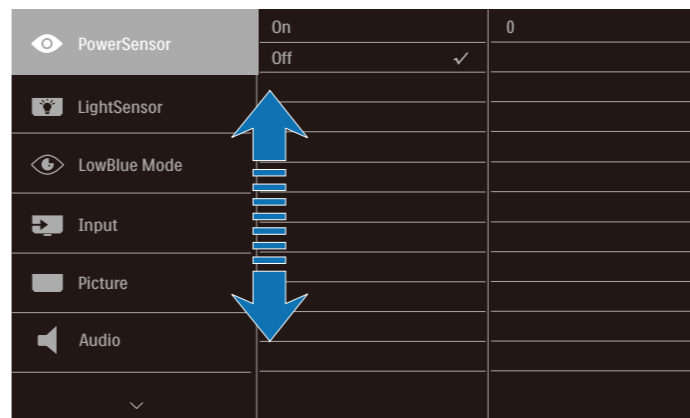 PowerSensor
On
0
Off
LightSensor
LowBlue Mode
Input
Picture
Audio